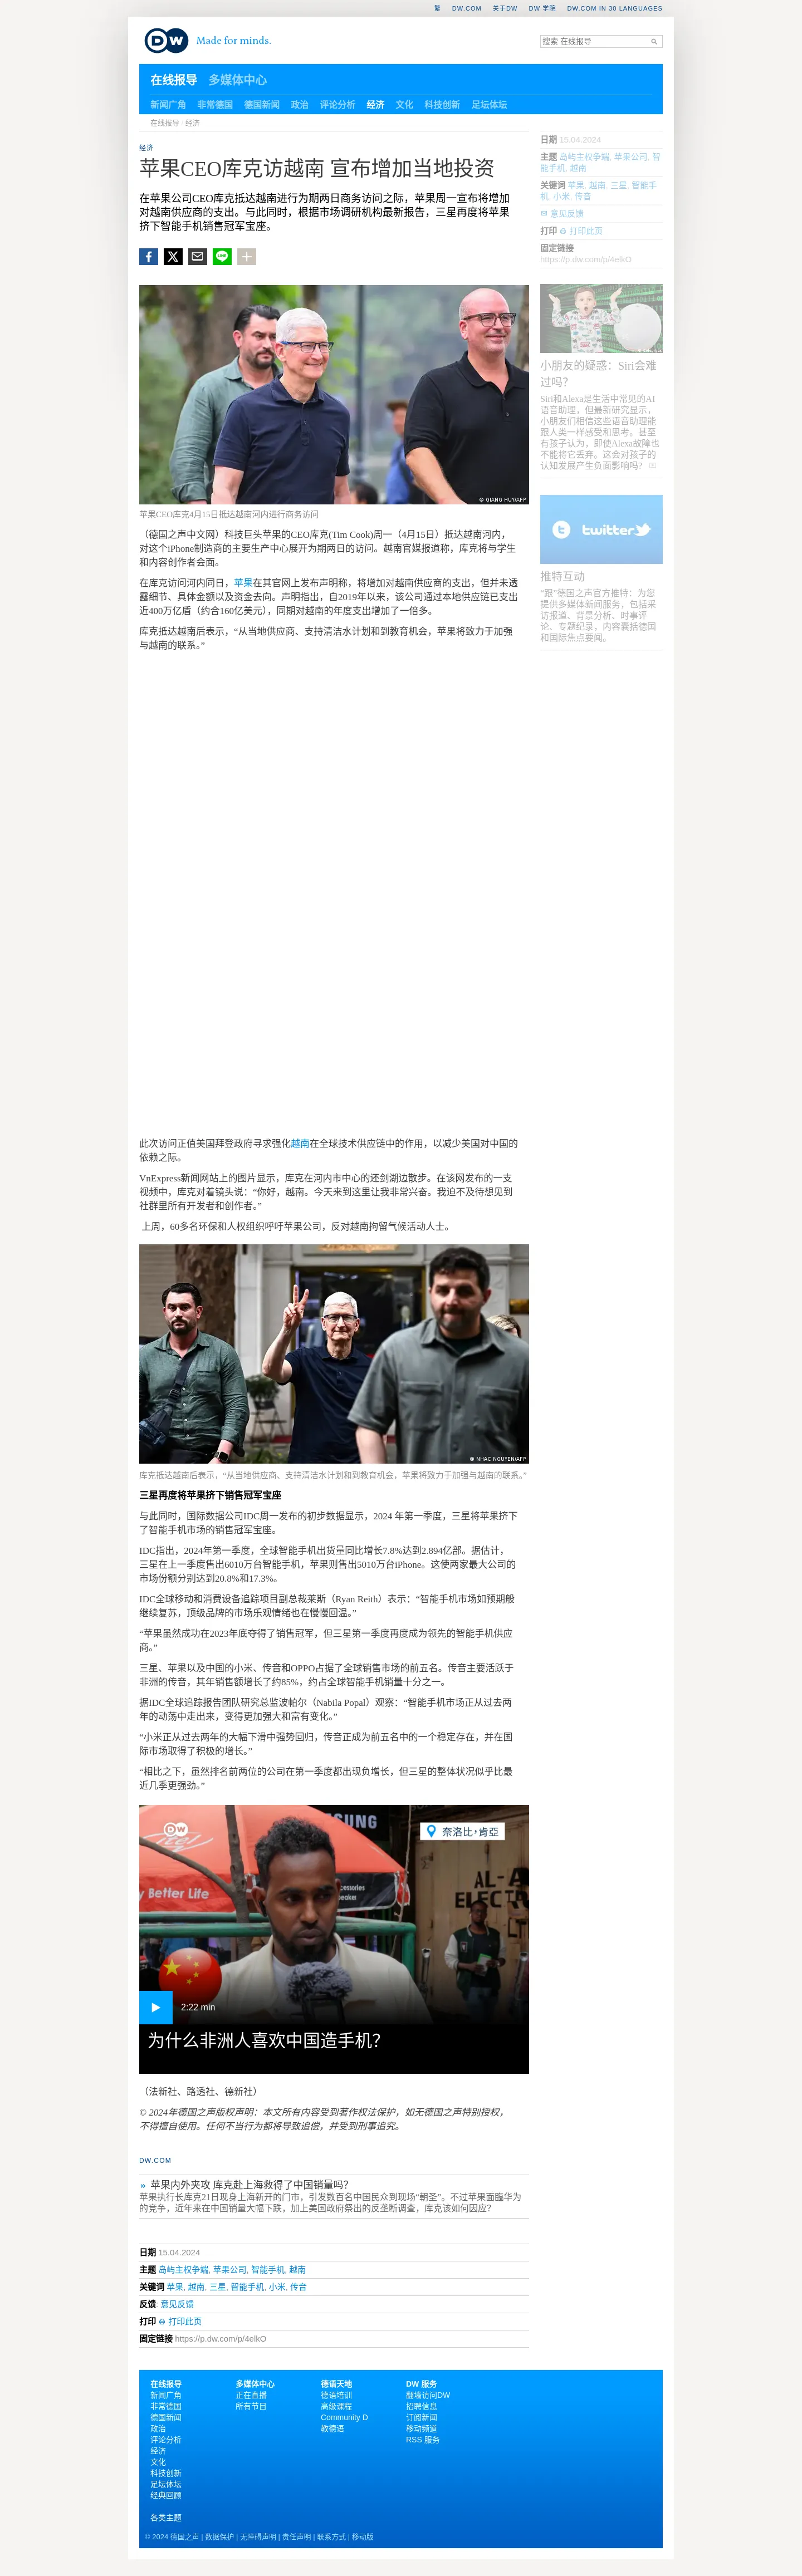 繁 DW.COM 关于DW DW 学院 DW.COM IN 30 LANGUAGES
DW Made for minds.
搜索 在线报导
在线报导 多媒体中心
新闻广角 非常德国 德国新闻 政治 评论分析 经济 文化 科技创新 足坛体坛
在线报导 / 经济
经济
苹果CEO库克访越南 宣布增加当地投资
在苹果公司CEO库克抵达越南进行为期两日商务访问之际，苹果周一宣布将增加
对越南供应商的支出。与此同时，根据市场调研机构最新报告，三星再度将苹果
挤下智能手机销售冠军宝座。
LINE
© GIANG HUY/AFP
苹果CEO库克4月15日抵达越南河内进行商务访问
（德国之声中文网）科技巨头苹果的CEO库克(Tim Cook)周一（4月15日）抵达越南河内，
对这个iPhone制造商的主要生产中心展开为期两日的访问。越南官媒报道称，库克将与学生
和内容创作者会面。
在库克访问河内同日，苹果在其官网上发布声明称，将增加对越南供应商的支出，但并未透
露细节、具体金额以及资金去向。声明指出，自2019年以来，该公司通过本地供应链已支出
近400万亿盾（约合160亿美元），同期对越南的年度支出增加了一倍多。
库克抵达越南后表示，“从当地供应商、支持清洁水计划和到教育机会，苹果将致力于加强
与越南的联系。”
此次访问正值美国拜登政府寻求强化越南在全球技术供应链中的作用，以减少美国对中国的
依赖之际。
VnExpress新闻网站上的图片显示，库克在河内市中心的还剑湖边散步。在该网发布的一支
视频中，库克对着镜头说：“你好，越南。今天来到这里让我非常兴奋。我迫不及待想见到
社群里所有开发者和创作者。”
上周，60多名环保和人权组织呼吁苹果公司，反对越南拘留气候活动人士。
© NHAC NGUYEN/AFP
库克抵达越南后表示，“从当地供应商、支持清洁水计划和到教育机会，苹果将致力于加强与越南的联系。”
三星再度将苹果挤下销售冠军宝座
与此同时，国际数据公司IDC周一发布的初步数据显示，2024 年第一季度，三星将苹果挤下
了智能手机市场的销售冠军宝座。
IDC指出，2024年第一季度，全球智能手机出货量同比增长7.8%达到2.894亿部。据估计，
三星在上一季度售出6010万台智能手机，苹果则售出5010万台iPhone。这使两家最大公司的
市场份额分别达到20.8%和17.3%。
IDC全球移动和消费设备追踪项目副总裁莱斯（Ryan Reith）表示：“智能手机市场如预期般
继续复苏，顶级品牌的市场乐观情绪也在慢慢回温。”
“苹果虽然成功在2023年底夺得了销售冠军，但三星第一季度再度成为领先的智能手机供应
商。”
三星、苹果以及中国的小米、传音和OPPO占据了全球销售市场的前五名。传音主要活跃于
非洲的传音，其年销售额增长了约85%，约占全球智能手机销量十分之一。
据IDC全球追踪报告团队研究总监波帕尔（Nabila Popal）观察：“智能手机市场正从过去两
年的动荡中走出来，变得更加强大和富有变化。”
“小米正从过去两年的大幅下滑中强势回归，传音正成为前五名中的一个稳定存在，并在国
际市场取得了积极的增长。”
“相比之下，虽然排名前两位的公司在第一季度都出现负增长，但三星的整体状况似乎比最
近几季更强劲。”
DW
itel
SAMSUNG
y Better Life
AL-A
ELECTR
奈洛比，肯亞
2:22 min
为什么非洲人喜欢中国造手机？
（法新社、路透社、德新社）
© 2024年德国之声版权声明：本文所有内容受到著作权法保护，如无德国之声特别授权，
不得擅自使用。任何不当行为都将导致追偿，并受到刑事追究。
DW.COM
» 苹果内外夹攻 库克赴上海救得了中国销量吗？
苹果执行长库克21日现身上海新开的门市，引发数百名中国民众到现场“朝圣”。不过苹果面临华为
的竞争，近年来在中国销量大幅下跌，加上美国政府祭出的反垄断调查，库克该如何因应？
日期 15.04.2024
主题 岛屿主权争端, 苹果公司, 智能手机, 越南
关键词 苹果, 越南, 三星, 智能手机, 小米, 传音
反馈: 意见反馈
打印 打印此页
固定链接 https://p.dw.com/p/4elkO
日期 15.04.2024
主题 岛屿主权争端, 苹果公司, 智
能手机, 越南
关键词 苹果, 越南, 三星, 智能手
机, 小米, 传音
意见反馈
打印 打印此页
固定链接
https://p.dw.com/p/4elkO
小朋友的疑惑：Siri会难
过吗？
Siri和Alexa是生活中常见的AI
语音助理，但最新研究显示，
小朋友们相信这些语音助理能
跟人类一样感受和思考。甚至
有孩子认为，即使Alexa故障也
不能将它丢弃。这会对孩子的
认知发展产生负面影响吗?
twitter
推特互动
“跟”德国之声官方推特：为您
提供多媒体新闻服务，包括采
访报道、背景分析、时事评
论、专题纪录，内容囊括德国
和国际焦点要闻。
在线报导
新闻广角
非常德国
德国新闻
政治
评论分析
经济
文化
科技创新
足坛体坛
经典回顾
各类主题
多媒体中心
正在直播
所有节目
德语天地
德语培训
高级课程
Community D
教德语
DW 服务
翻墙访问DW
招聘信息
订阅新闻
移动频道
RSS 服务
© 2024 德国之声 | 数据保护 | 无障碍声明 | 责任声明 | 联系方式 | 移动版